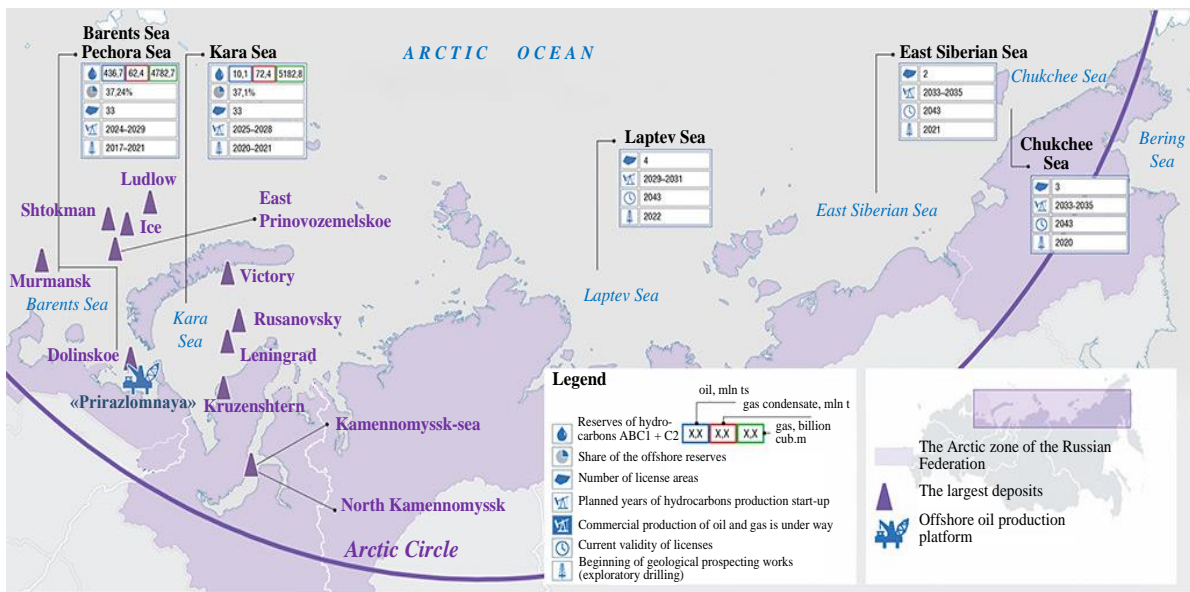 Barents Sea
Pechora Sea
436,7 62,4 4782,7
37,24%
33
2024–2029
2017–2021
Kara Sea
10,1 72,4 5182,8
37,1%
33
2025–2028
2020–2021
ARCTIC OCEAN
East Siberian Sea
2
2033–2035
2043
2021
Chukchee Sea
Bering
Sea
Chukchee
Sea
3
2033-2035
2043
2020
Laptev Sea
4
2029–2031
2043
2022
Ludlow
Shtokman
Ice
East
Prinovozemelskoe
Murmansk
Barents Sea
Victory
Kara
Sea
Rusanovsky
Leningrad
Dolinskoe
«Prirazlomnaya»
Kruzenshtern
Kamennomyssk-sea
North Kamennomyssk
Arctic Circle
Laptev Sea
East Siberian Sea
Legend
oil, mln ts
gas condensate, mln t
gas, billion
cub.m
Reserves of hydro-
carbons ABC1 + C2
X,X X,X X,X
Share of the offshore reserves
Number of license areas
Planned years of hydrocarbons production start-up
Commercial production of oil and gas is under way
Current validity of licenses
Beginning of geological prospecting works
(exploratory drilling)
The Arctic zone of the Russian
Federation
The largest deposits
Offshore oil production
platform